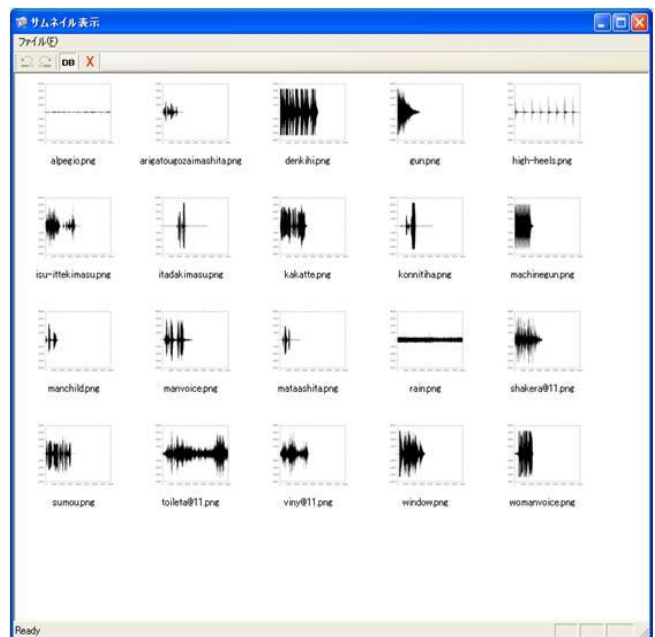 サムネイル表示
ファイル(F)
DB X
alpegio.png arigatougozaimashita.png denkihi.png gun.png high-heels.png
isu-ittekimasu.png itadakimasu.png kakatte.png konnitiha.png machinegun.png
manchild.png manvoice.png mataashita.png rain.png shakera@11.png
sumou.png toileta@11.png viny@11.png window.png womanvoice.png
Ready